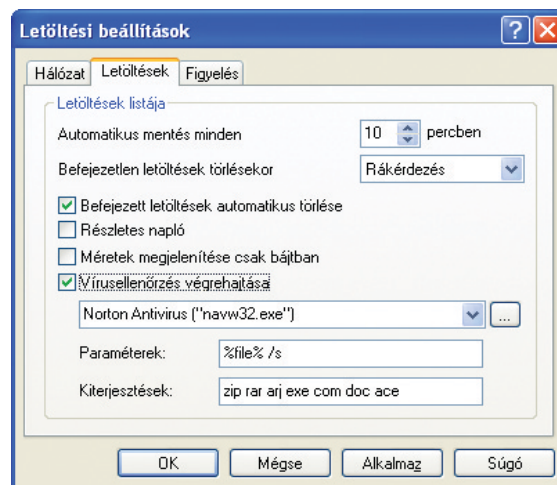 Letöltési beállítások
Hálózat Letöltések Figyelés
Letöltések listája
Automatikus mentés minden 10 percben
Befejezetlen letöltések törlésekor Rákérdezés
Befejezett letöltések automatikus törlése
Részletes napló
Méretek megjelenítése csak bájtban
Vírusellenőrzés végrehajtása
Norton Antivirus ("navw32.exe") ...
Paraméterek: %file% /s
Kiterjesztések: zip rar arj exe com doc ace
OK Mégse Alkalmaz Súgó